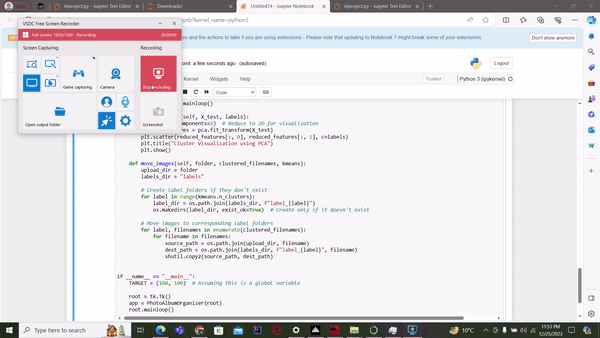 Aiproject.py - Jupyter Text Editor
Downloads/
Untitled14 - Jupyter Notebook
Aiproject.py - Jupyter Text Editor
nb?kernel_name=python3
VSDC Free Screen Recorder
and the actions to take if you are using extensions - Please note that updating to Notebook 7 might break some of your extensions.
Don't show anymore
Full screen: 1920x1080 - Recording
Screen Capturing
Recording
point: a few seconds ago (autosaved)
Logout
Kernel Widgets Help
Trusted
Python 3 (ipykernel)
Game capturing
Camera
Stop recording
Code
Open output folder
Screenshot
mainloop()
self, X_test, labels):
components=2) # Reduce to 2D for visualization
features = pca.fit_transform(X_test)
plt.scatter(reduced_features[:, 0], reduced_features[:, 1], c=labels)
plt.title("Cluster Visualization using PCA")
plt.show()
def move_images(self, folder, clustered_filenames, kmeans):
upload_dir = folder
labels_dir = "labels"
# Create label folders if they don't exist
for label in range(kmeans.n_clusters):
label_dir = os.path.join(labels_dir, f"label_{label}")
os.makedirs(label_dir, exist_ok=True) # Create only if it doesn't exist
# Move images to corresponding label folders
for label, filenames in enumerate(clustered_filenames):
for filename in filenames:
source_path = os.path.join(upload_dir, filename)
dest_path = os.path.join(labels_dir, f"label_{label}", filename)
shutil.copy2(source_path, dest_path)
if __name__ == "__main__":
TARGET = (100, 100) # Assuming this is a global variable
root = tk.Tk()
app = PhotoAlbumOrganizer(root)
root.mainloop()
Type here to search
10°C
11:53 PM
12/25/2023